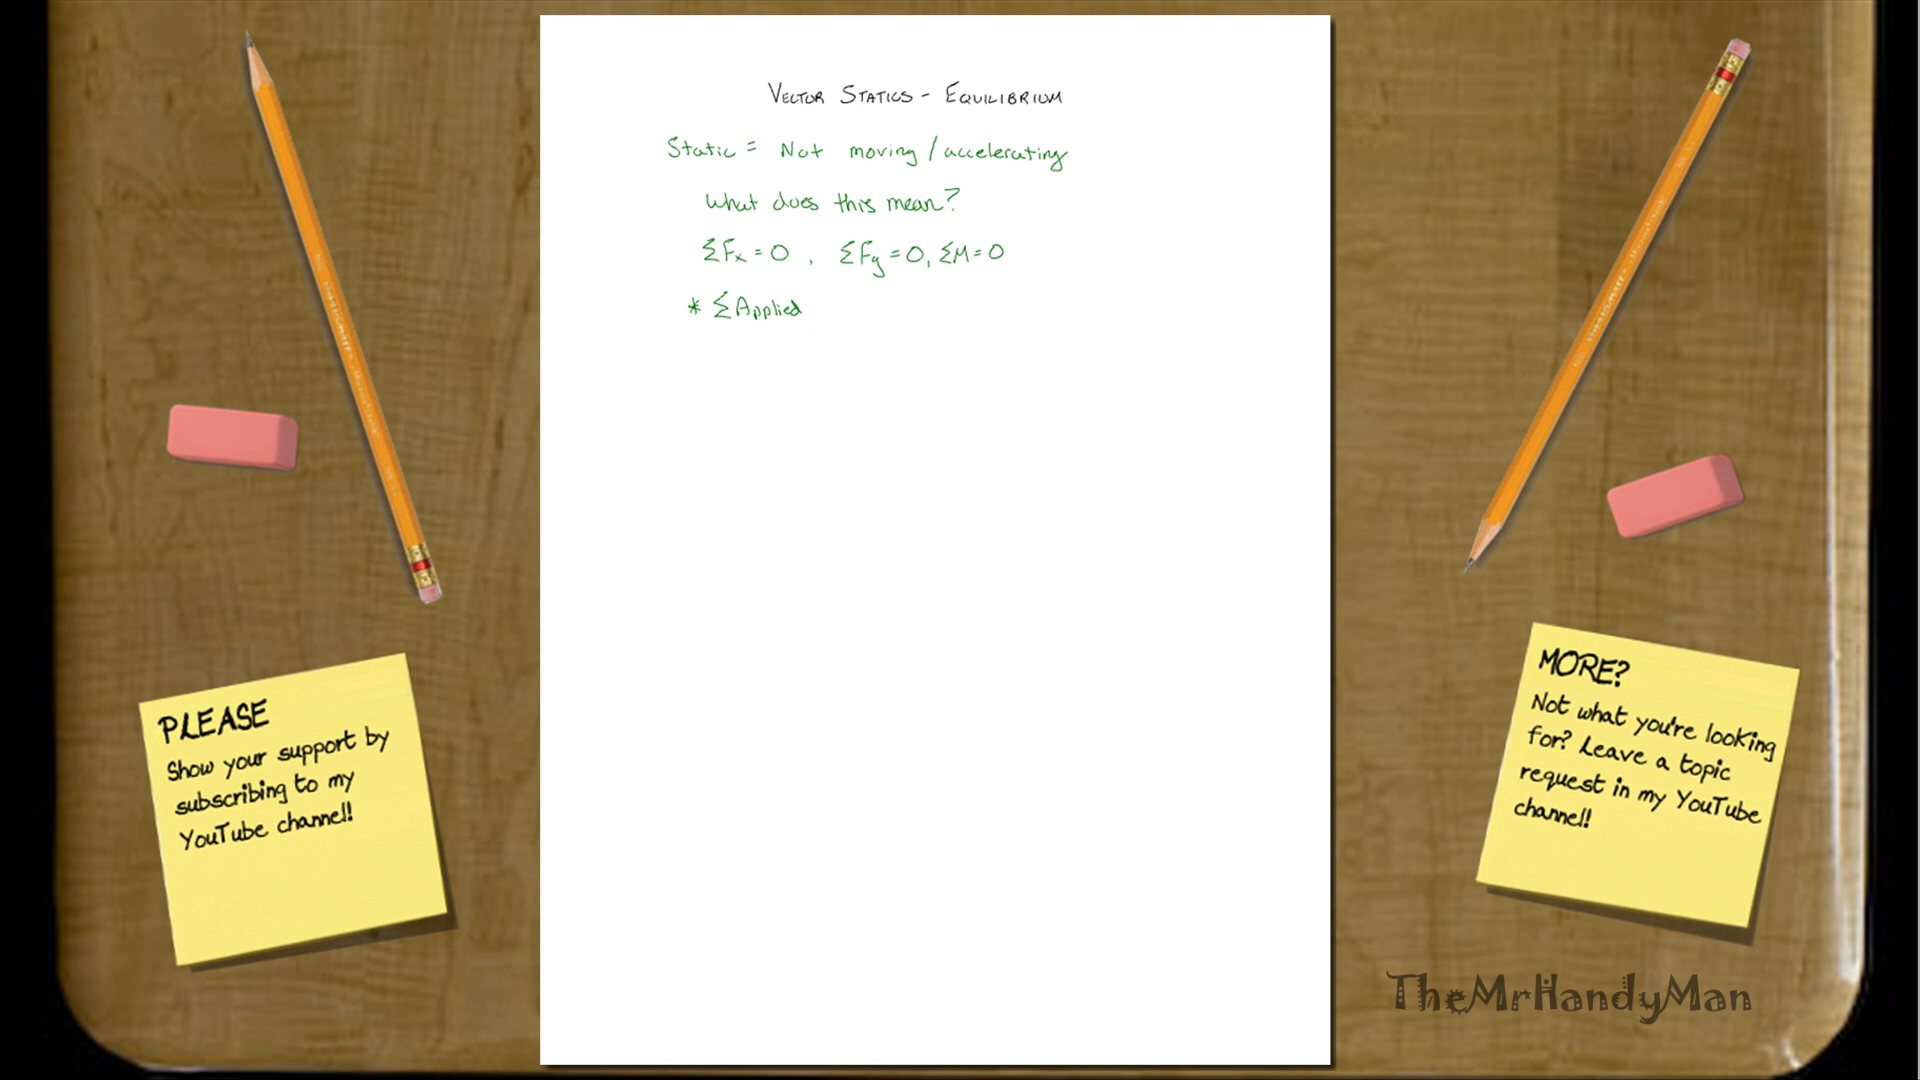 VECTOR STATICS - EQUILIBRIUM
Static = Not moving / accelerating
What does this mean?
ΣFx = 0 , ΣFy = 0, ΣM = 0
* ΣApplied
PLEASE
Show your support by
subscribing to my
YouTube channel!
MORE?
Not what you're looking
for? Leave a topic
request in my YouTube
channel!
TheMrHandyMan